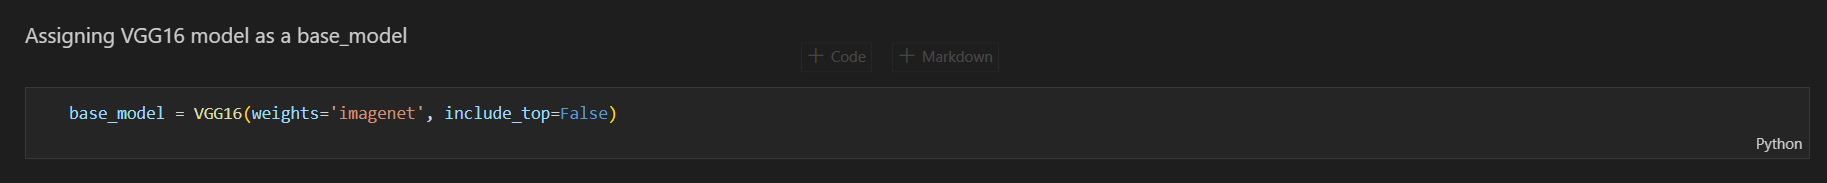 Assigning VGG16 model as a base_model
+ Code + Markdown
base_model = VGG16(weights='imagenet', include_top=False)
Python